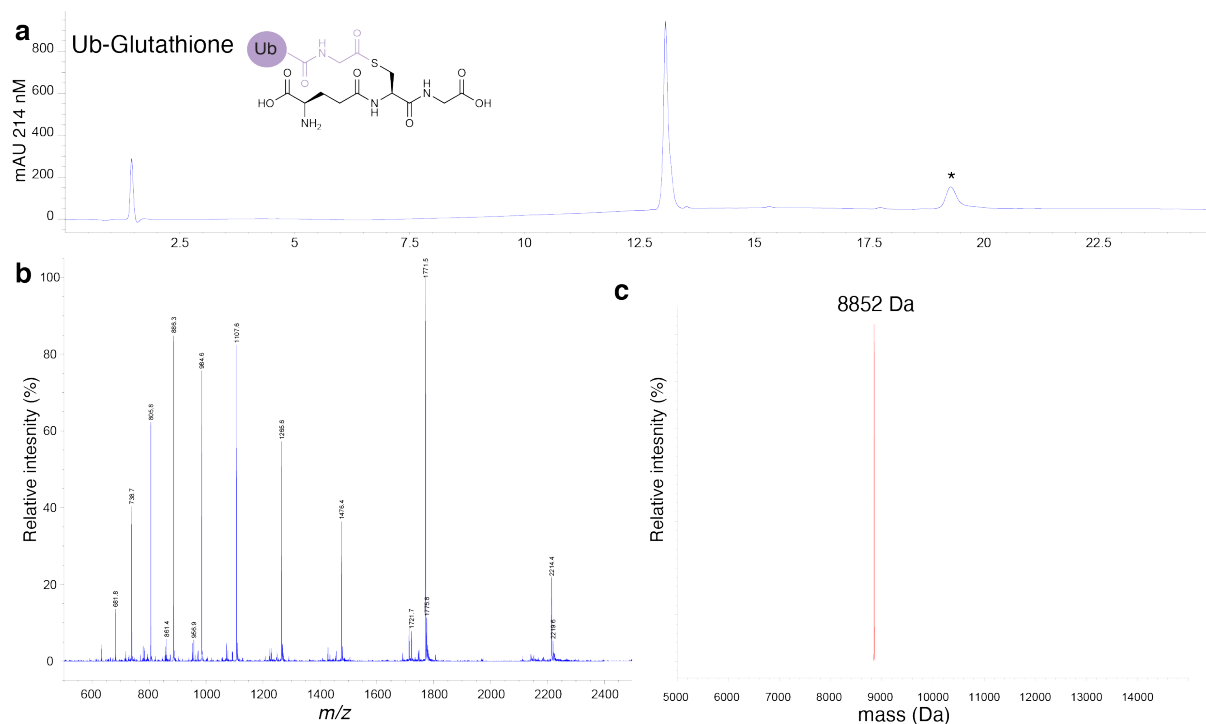 a
Ub-Glutathione
Ub
H
N
O
O
S
O
HO
NH2
O
N
H
H
N
O
O
OH
mAU 214 nM
800
600
400
200
0
*
2.5
5
7.5
10
12.5
15
17.5
20
22.5
b
Relative intesnity (%)
100
80
60
40
20
0
681.8
738.7
805.6
861.4
886.3
956.9
984.6
1107.6
1265.6
1476.4
1721.7
1771.5
1775.8
2214.4
2219.6
600
800
1000
1200
1400
1600
1800
2000
2200
2400
m/z
c
8852 Da
Relative intesnity (%)
5000
6000
7000
8000
9000
10000
11000
12000
13000
14000
mass (Da)